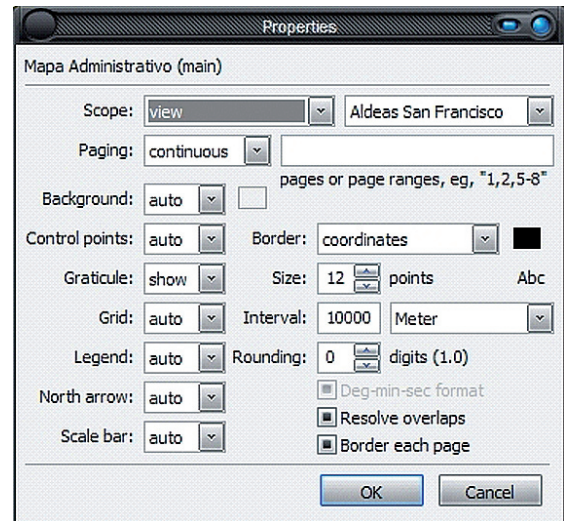 Properties
Mapa Administrativo (main)
Scope: view Aldeas San Francisco
Paging: continuous
pages or page ranges, eg, "1,2,5-8"
Background: auto
Control points: auto Border: coordinates
Graticule: show Size: 12 points Abc
Grid: auto Interval: 10000 Meter
Legend: auto Rounding: 0 digits (1.0)
North arrow: auto Deg-min-sec format
Resolve overlaps
Scale bar: auto
Border each page
OK Cancel